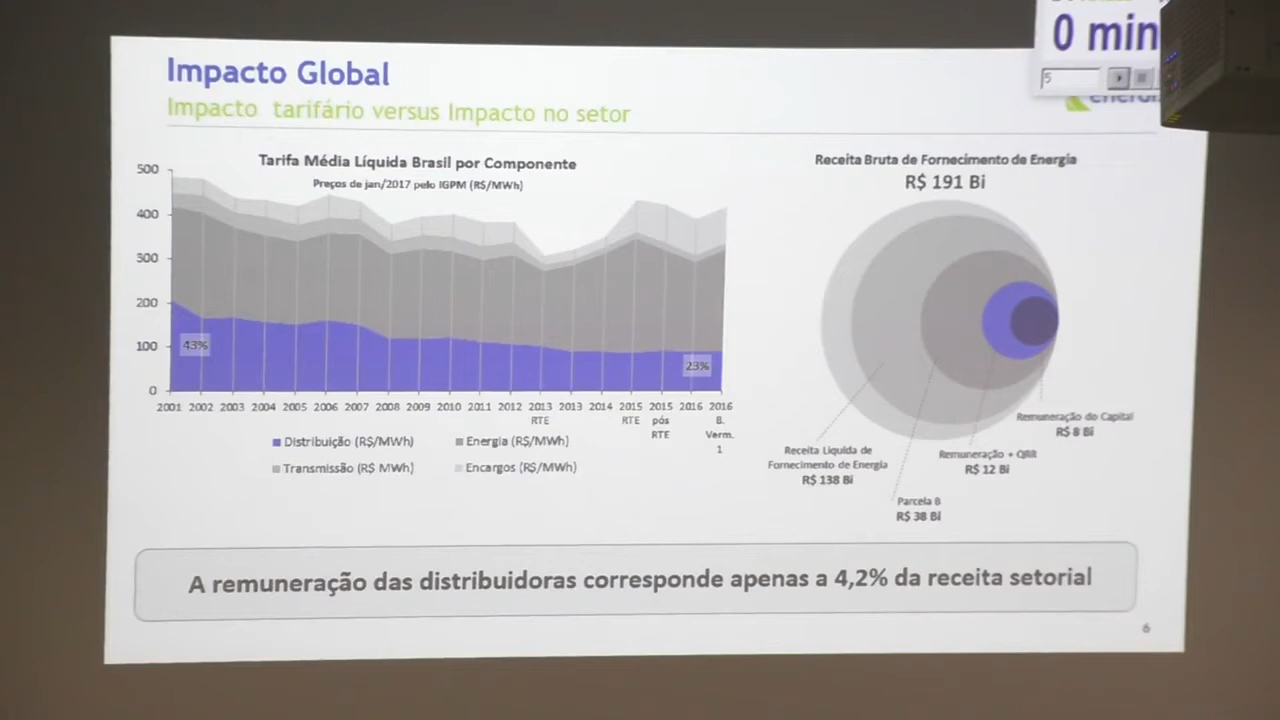 0 min
5
Impacto Global
Impacto tarifário versus Impacto no setor
Tarifa Média Líquida Brasil por Componente
Preços de jan/2017 pelo IGPM (R$/MWh)
500
400
300
200
100
0
43%
23%
2001 2002 2003 2004 2005 2006 2007 2008 2009 2010 2011 2012 2013 RTE 2013 2014 2015 RTE 2015 pós RTE 2016 2016 B. Verm. 1
Distribuição (R$/MWh)
Energia (R$/MWh)
Transmissão (R$ MWh)
Encargos (R$/MWh)
Receita Bruta de Fornecimento de Energia
R$ 191 Bi
Remuneração do Capital
R$ 8 Bi
Receita Liquida de
Fornecimento de Energia
R$ 138 Bi
Remuneração + QRR
R$ 12 Bi
Parcela B
R$ 38 Bi
A remuneração das distribuidoras corresponde apenas a 4,2% da receita setorial
6